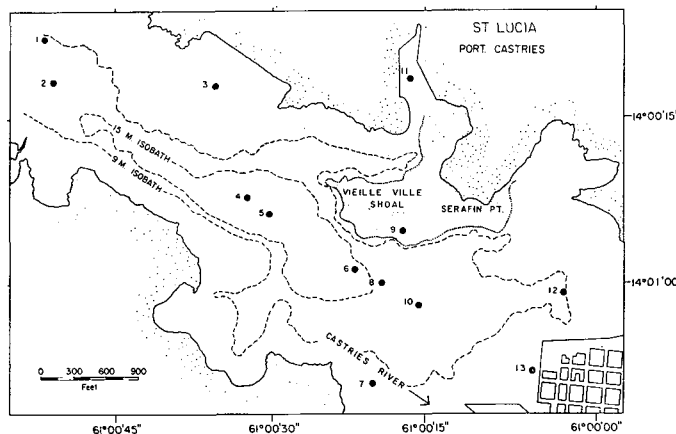 ST LUCIA
PORT CASTRIES
1
2
3
11
14°00'15"
15 M. ISOBATH
9 M. ISOBATH
4
5
VIEILLE VILLE
SHOAL
SERAFIN PT.
9
6
8
10
12
14°01'00
CASTRIES RIVER
7
13
0 300 600 900
Feet
61°00'45"
61°00'30"
61°00'15"
61°00'00"